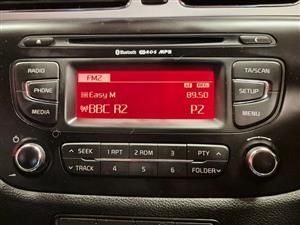 Bluetooth RDS MP3
RADIO
FM2
TA/SCAN
PHONE
Easy M 89.50
SETUP
BBC R2 P2
MEDIA
MENU
SEEK 1 RPT 2 RDM 3 PTY
TRACK 4 5 6 FOLDER